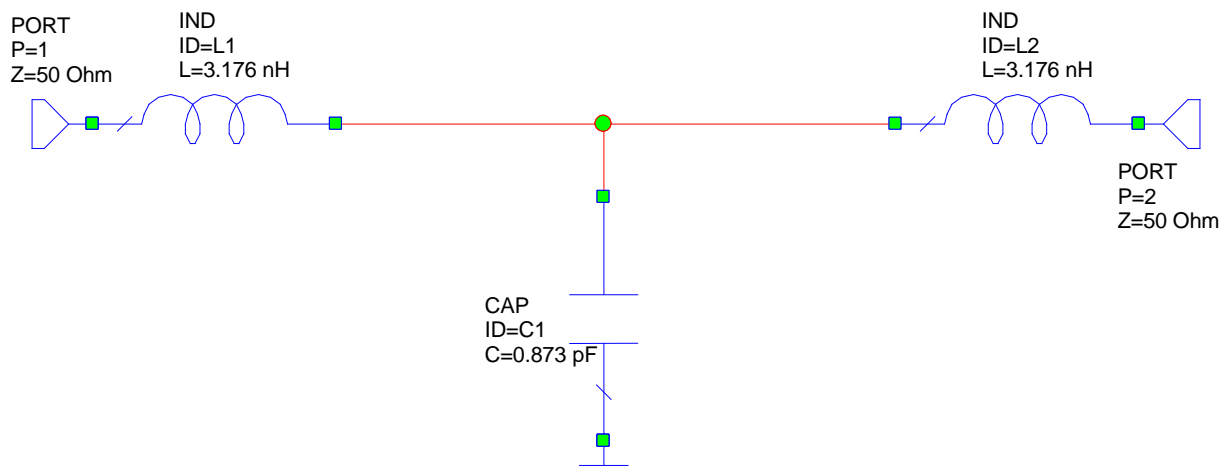 PORT
P=1
Z=50 Ohm
IND
ID=L1
L=3.176 nH
IND
ID=L2
L=3.176 nH
PORT
P=2
Z=50 Ohm
CAP
ID=C1
C=0.873 pF